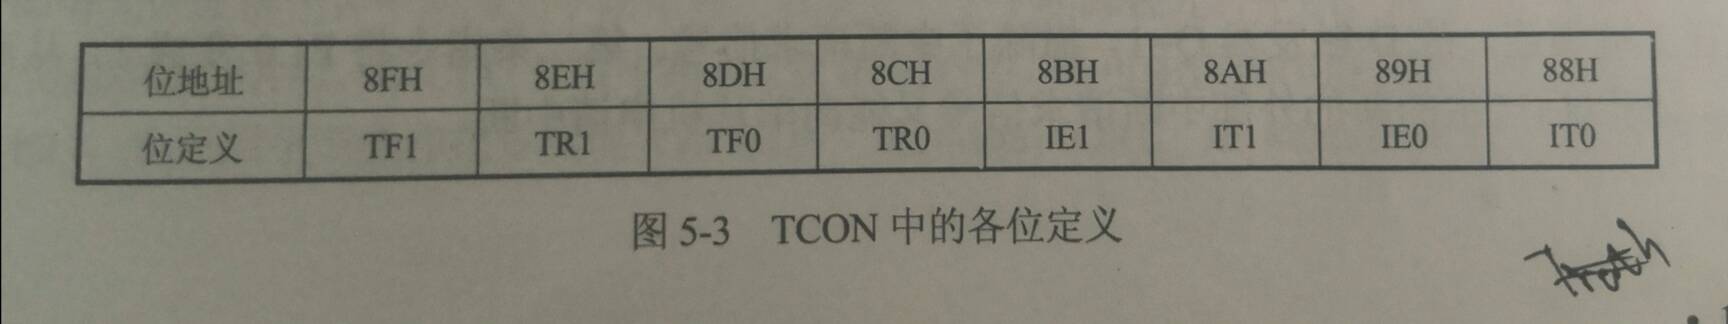 位地址 8FH 8EH 8DH 8CH 8BH 8AH 89H 88H
位定义 TF1 TR1 TF0 TR0 IE1 IT1 IE0 IT0
图 5-3 TCON 中的各位定义